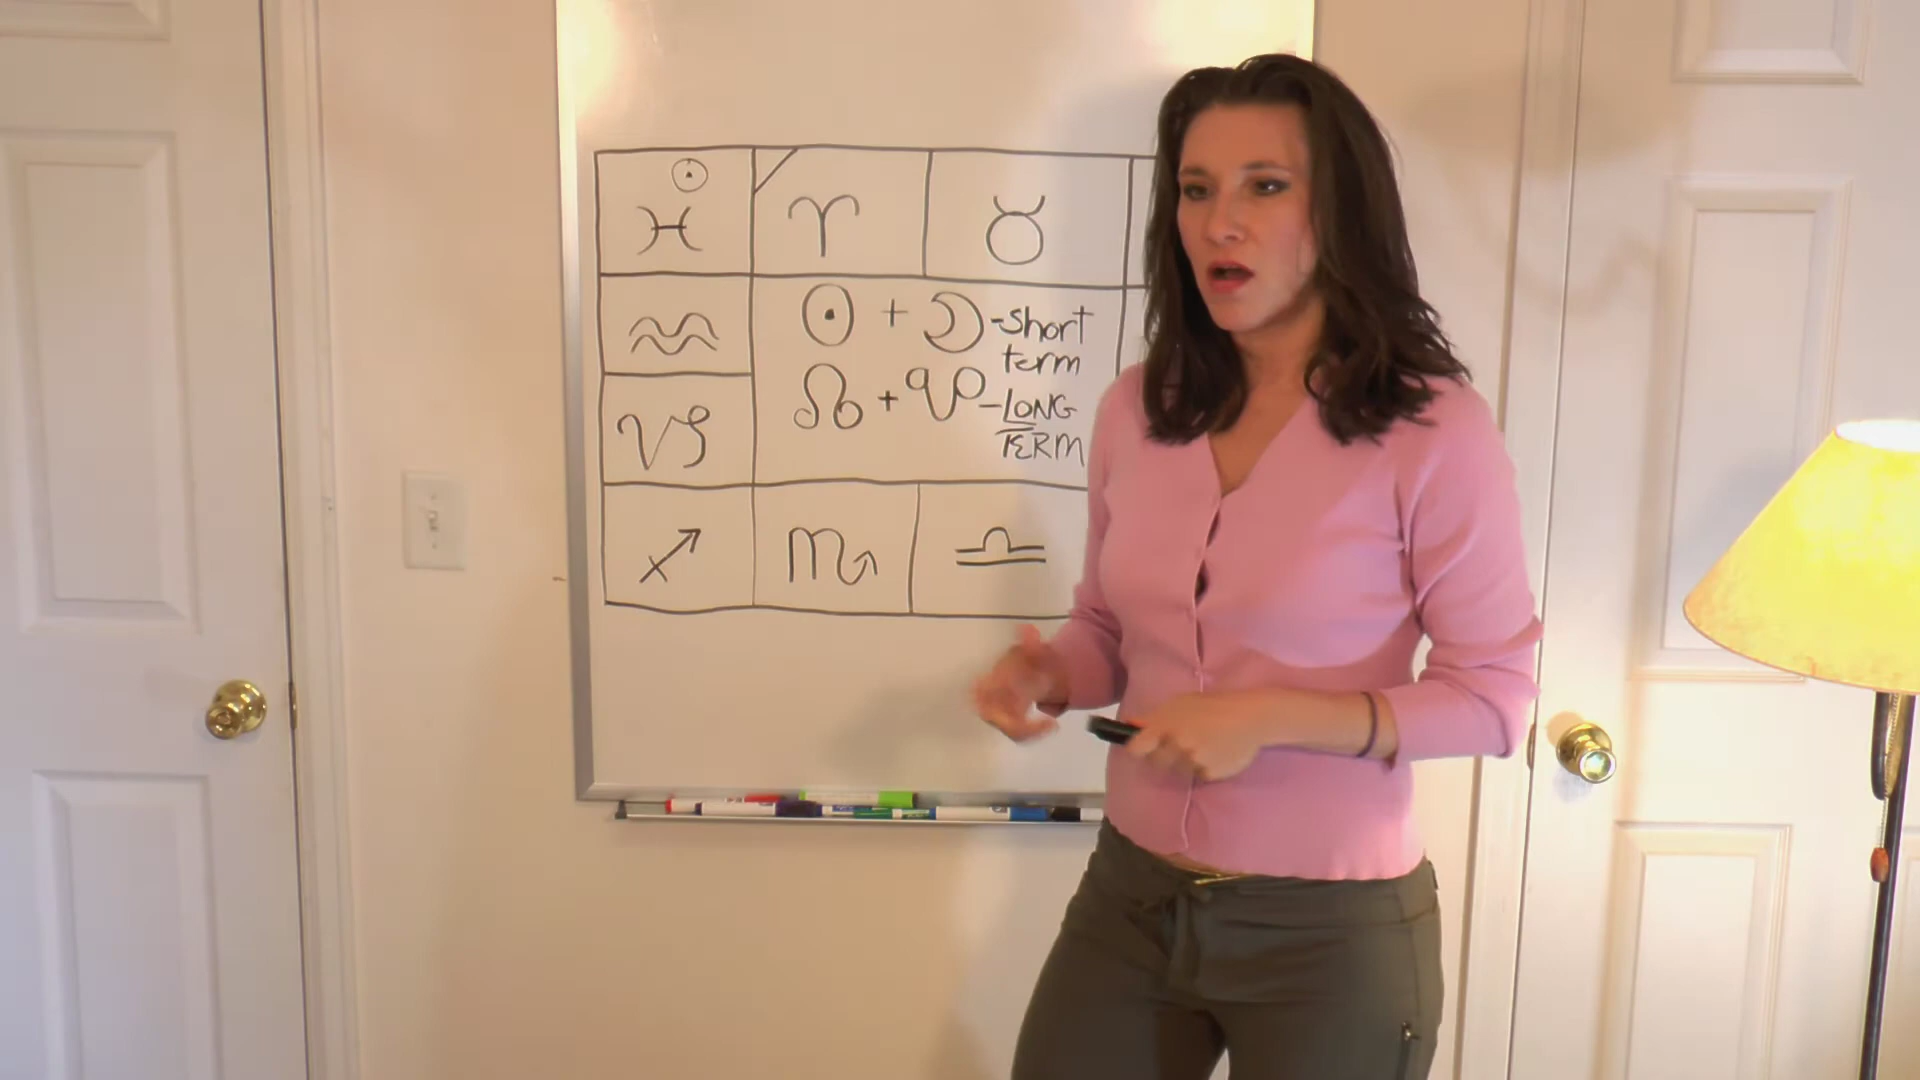 ☉
♓ ♈ ♉
♒ ☉ + ☽ -short
term
♑ ☊ + ☋ -LONG
TERM
♐ ♏ ♎